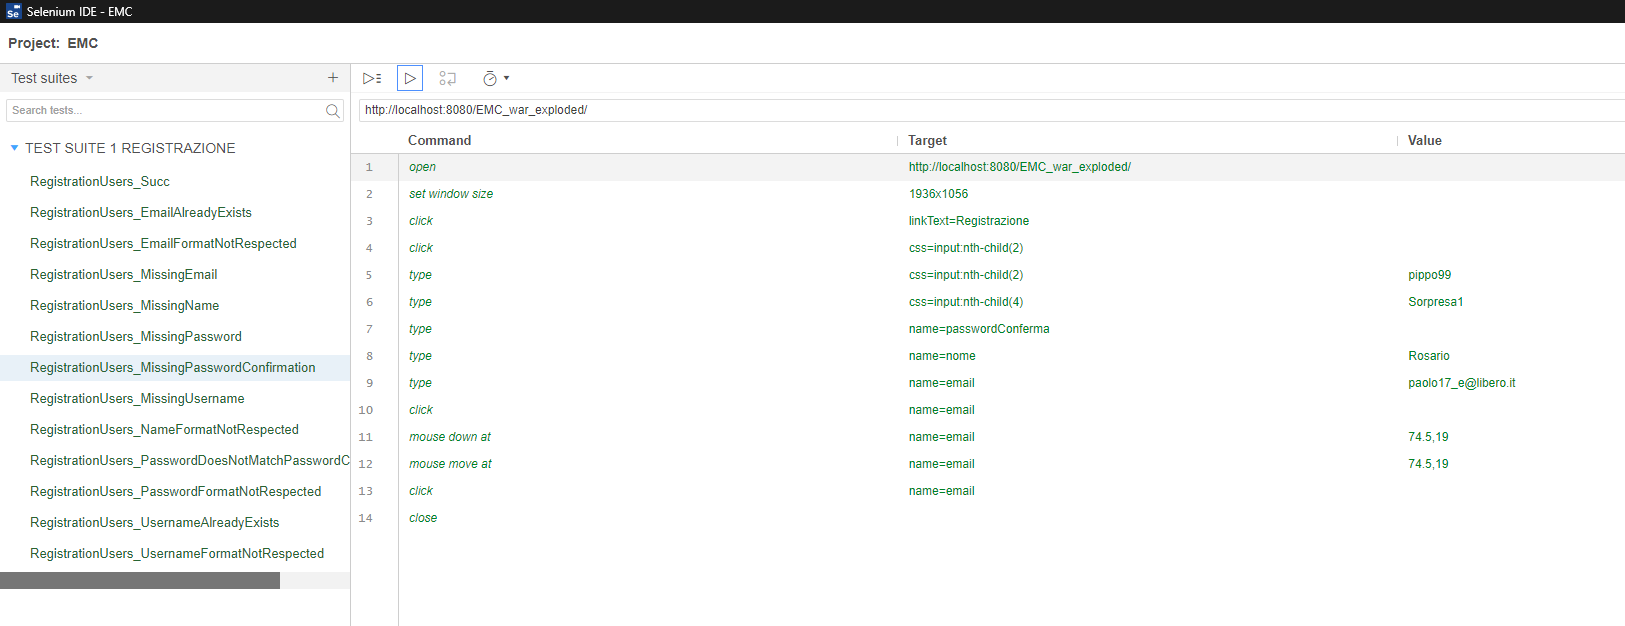 Se Selenium IDE - EMC
Project: EMC
Test suites
+
Search tests...
TEST SUITE 1 REGISTRAZIONE
RegistrationUsers_Succ
RegistrationUsers_EmailAlreadyExists
RegistrationUsers_EmailFormatNotRespected
RegistrationUsers_MissingEmail
RegistrationUsers_MissingName
RegistrationUsers_MissingPassword
RegistrationUsers_MissingPasswordConfirmation
RegistrationUsers_MissingUsername
RegistrationUsers_NameFormatNotRespected
RegistrationUsers_PasswordDoesNotMatchPasswordC
RegistrationUsers_PasswordFormatNotRespected
RegistrationUsers_UsernameAlreadyExists
RegistrationUsers_UsernameFormatNotRespected
http://localhost:8080/EMC_war_exploded/
Command Target Value
1 open http://localhost:8080/EMC_war_exploded/
2 set window size 1936x1056
3 click linkText=Registrazione
4 click css=input:nth-child(2)
5 type css=input:nth-child(2) pippo99
6 type css=input:nth-child(4) Sorpresa1
7 type name=passwordConferma
8 type name=nome Rosario
9 type name=email paolo17_e@libero.it
10 click name=email
11 mouse down at name=email 74.5,19
12 mouse move at name=email 74.5,19
13 click name=email
14 close